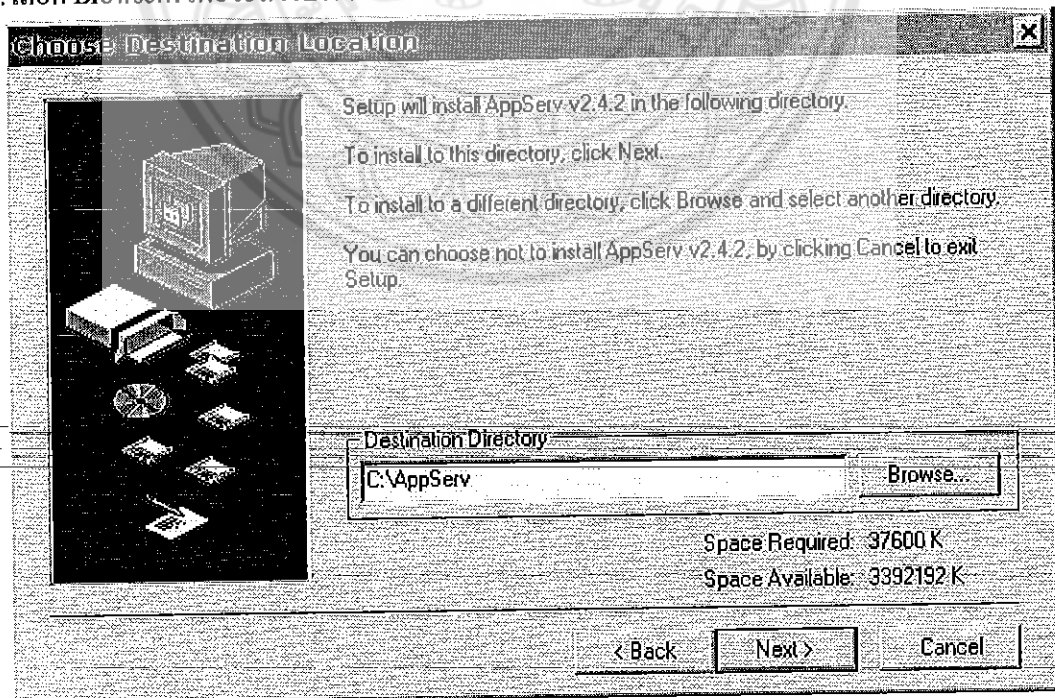 Choose Destination Location
Setup will install AppServ v2.4.2 in the following directory.
To install to this directory, click Next.
To install to a different directory, click Browse and select another directory.
You can choose not to install AppServ v2.4.2, by clicking Cancel to exit
Setup.
Destination Directory
C:\AppServ
Browse...
Space Required: 37600 K
Space Available: 3392192 K
< Back
Next >
Cancel